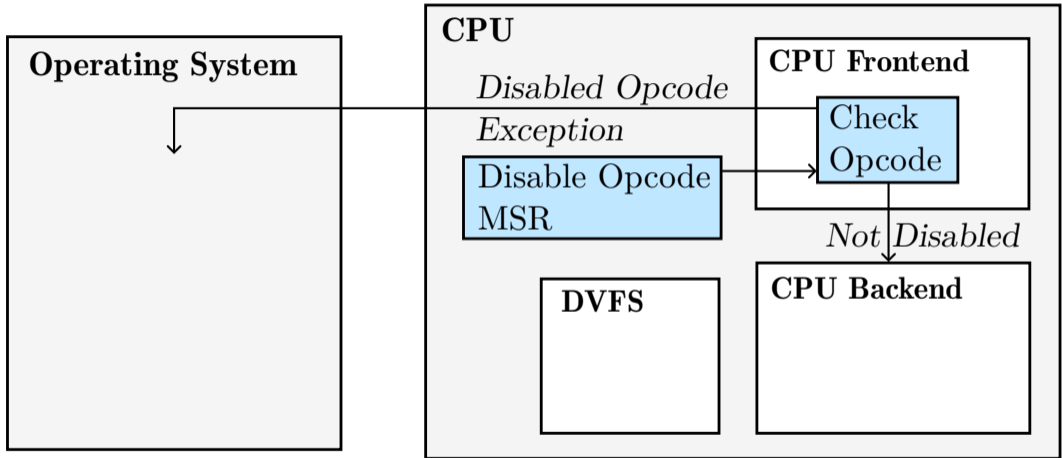 Operating System
CPU
CPU Frontend
Disabled Opcode
Exception
Check
Opcode
Disable Opcode
MSR
Not Disabled
DVFS
CPU Backend